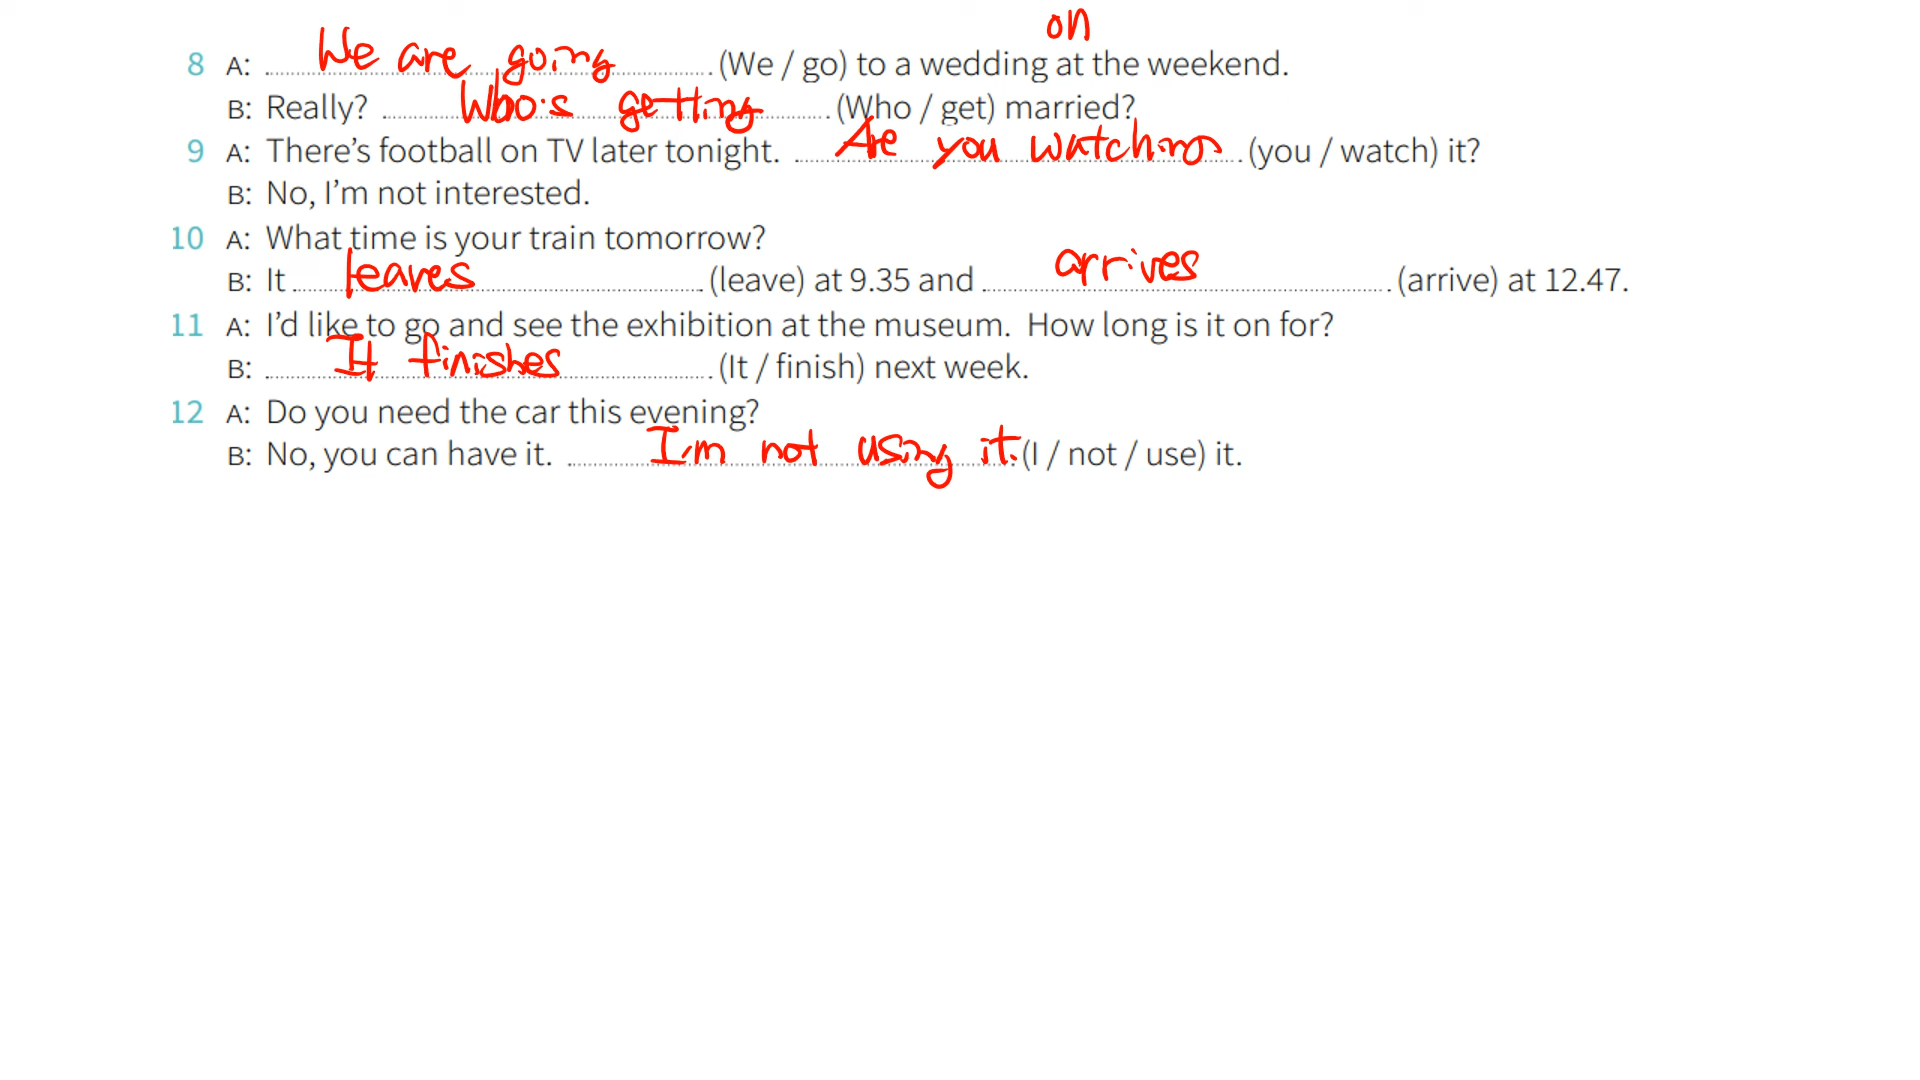 on
8 A: We are going (We / go) to a wedding at the weekend.
B: Really? Who's getting (Who / get) married?
9 A: There's football on TV later tonight. Are you watching (you / watch) it?
B: No, I'm not interested.
10 A: What time is your train tomorrow?
B: It leaves (leave) at 9.35 and arrives (arrive) at 12.47.
11 A: I'd like to go and see the exhibition at the museum. How long is it on for?
B: It finishes (It / finish) next week.
12 A: Do you need the car this evening?
B: No, you can have it. I'm not using it. (I / not / use) it.